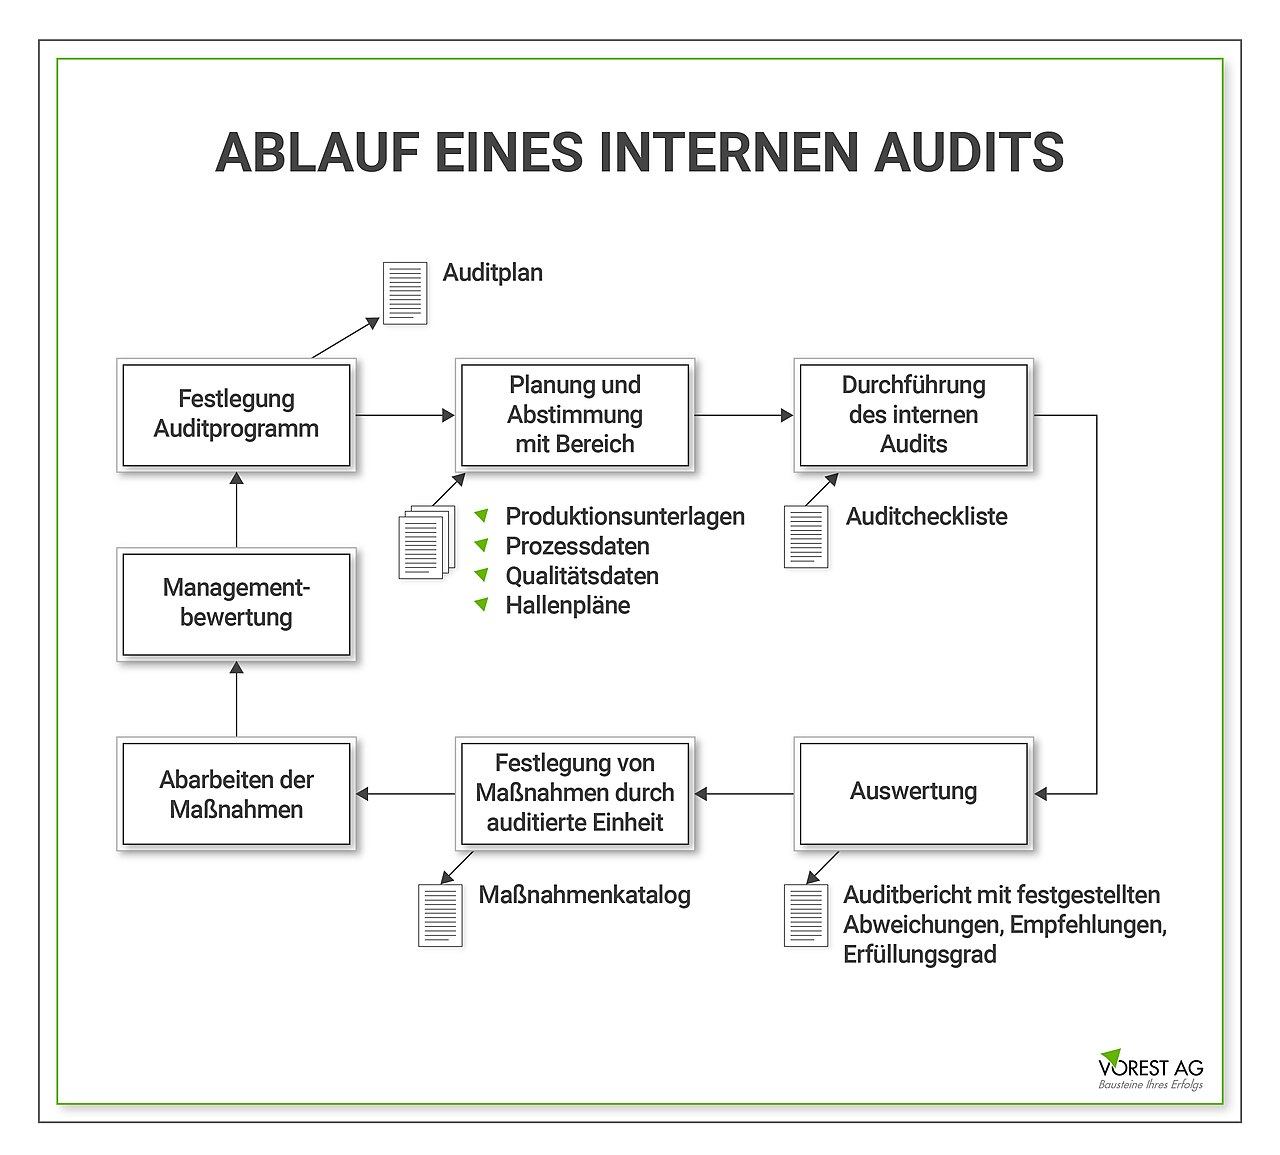 ABLAUF EINES INTERNEN AUDITS
Auditplan
Festlegung
Auditprogramm
Planung und
Abstimmung
mit Bereich
Durchführung
des internen
Audits
Produktionsunterlagen
Prozessdaten
Qualitätsdaten
Hallenpläne
Auditcheckliste
Management-
bewertung
Abarbeiten der
Maßnahmen
Festlegung von
Maßnahmen durch
auditierte Einheit
Auswertung
Maßnahmenkatalog
Auditbericht mit festgestellten
Abweichungen, Empfehlungen,
Erfüllungsgrad
VOREST AG
Bausteine Ihres Erfolgs